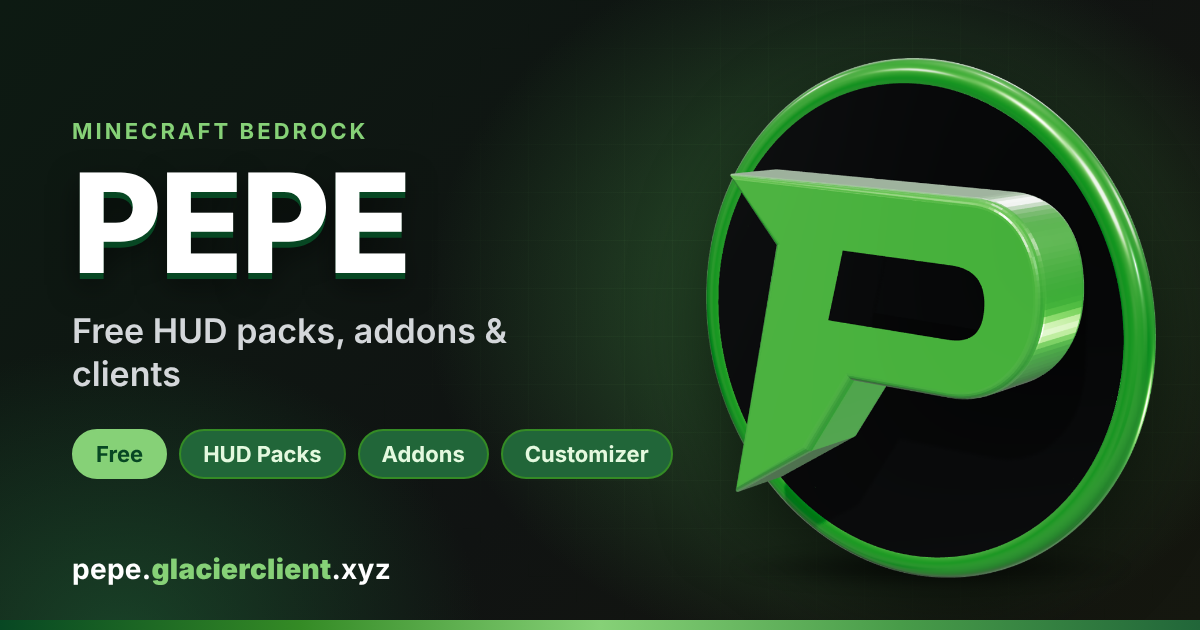 MINECRAFT BEDROCK
PEPE
Free HUD packs, addons &
clients
Free
HUD Packs
Addons
Customizer
pepe.glacierclient.xyz
P